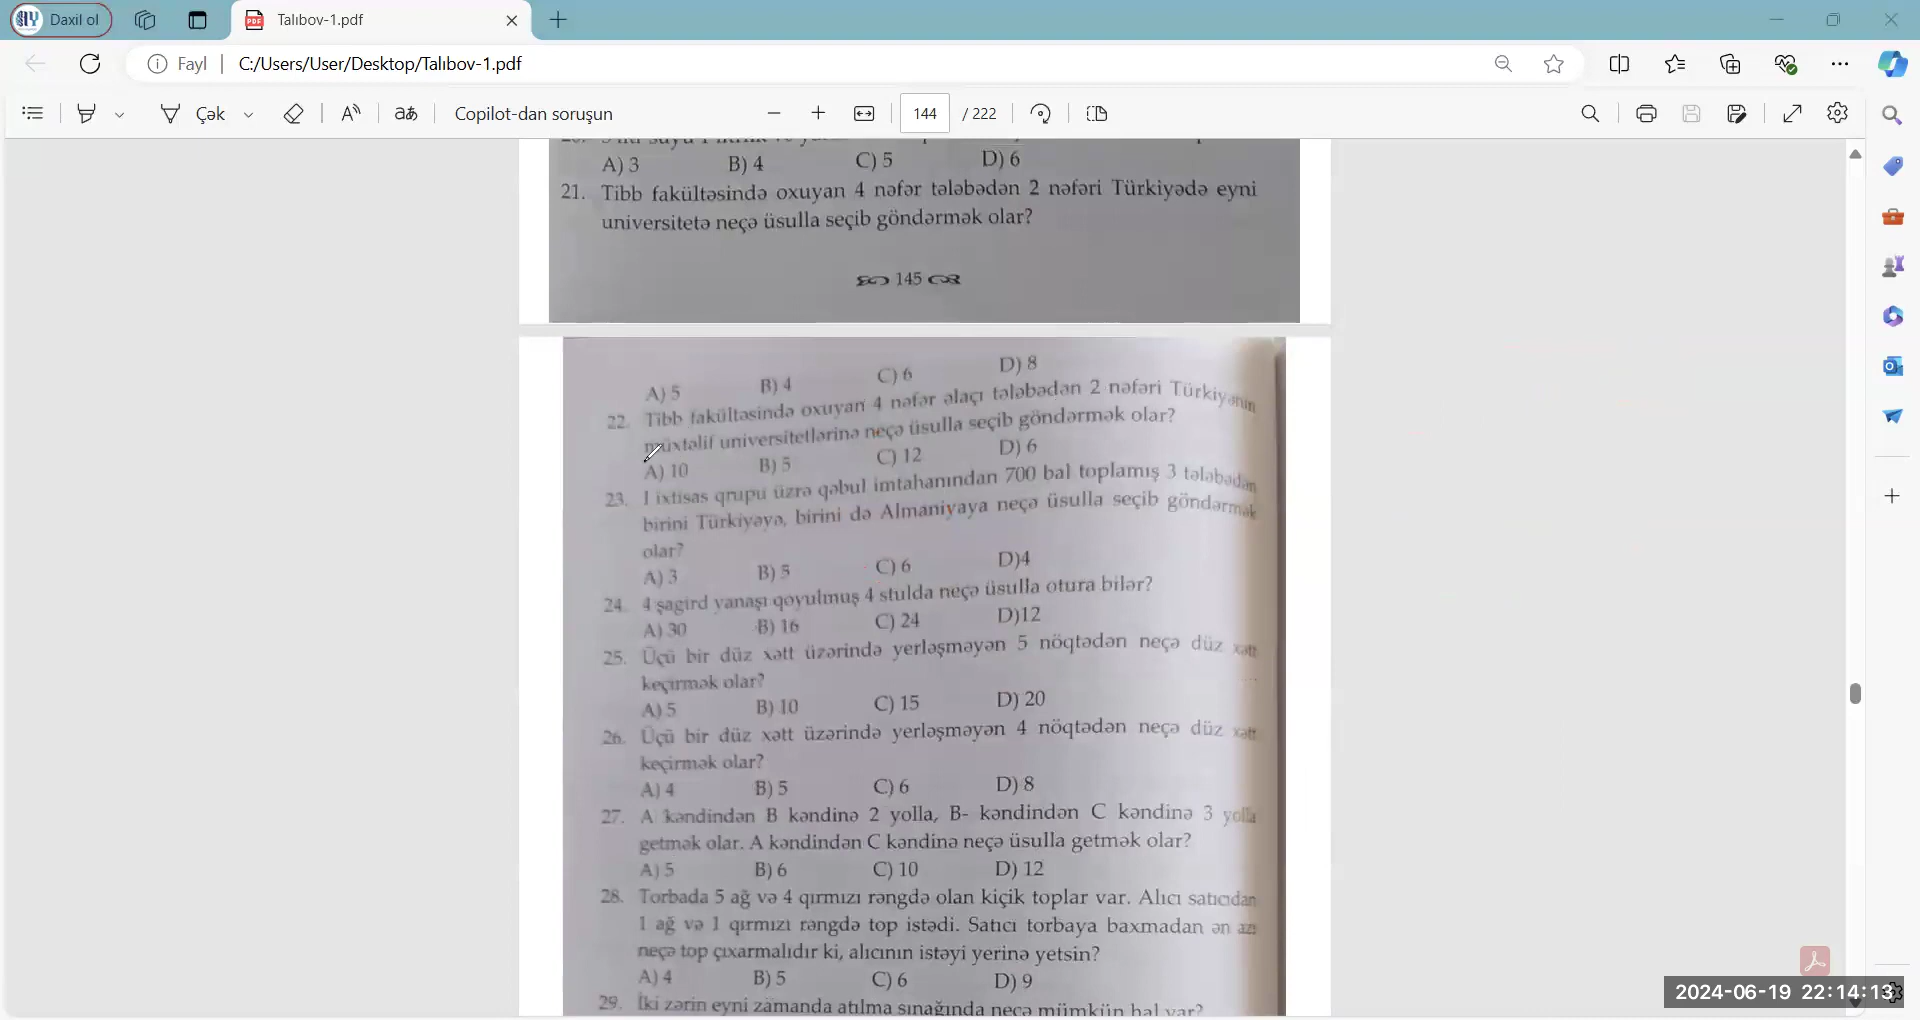 Daxil ol
Talıbov-1.pdf
Fayl
C:/Users/User/Desktop/Talıbov-1.pdf
Çək
Copilot-dan soruşun
144 / 222
A) 3 B) 4 C) 5 D) 6
21. Tibb fakültəsində oxuyan 4 nəfər tələbədən 2 nəfəri Türkiyədə eyni
universitetə neçə üsulla seçib göndərmək olar?
145
A) 5 B) 4 C) 6 D) 8
22. Tibb fakültəsində oxuyan 4 nəfər əlaçı tələbədən 2 nəfəri Türkiyənin
müxtəlif universitetlərinə neçə üsulla seçib göndərmək olar?
A) 10 B) 5 C) 12 D) 6
23. I ixtisas qrupu üzrə qəbul imtahanından 700 bal toplamış 3 tələbədən
birini Türkiyəyə, birini də Almaniyaya neçə üsulla seçib göndərmək
olar?
A) 3 B) 5 C) 6 D)4
24. 4 şagird yanaşı qoyulmuş 4 stulda neçə üsulla otura bilər?
A) 30 B) 16 C) 24 D)12
25. Üçü bir düz xətt üzərində yerləşməyən 5 nöqtədən neçə düz xətt
keçirmək olar?
A) 5 B) 10 C) 15 D) 20
26. Üçü bir düz xətt üzərində yerləşməyən 4 nöqtədən neçə düz xətt
keçirmək olar?
A) 4 B) 5 C) 6 D) 8
27. A kəndindən B kəndinə 2 yolla, B- kəndindən C kəndinə 3 yolla
getmək olar. A kəndindən C kəndinə neçə üsulla getmək olar?
A) 5 B) 6 C) 10 D) 12
28. Torbada 5 ağ və 4 qırmızı rəngdə olan kiçik toplar var. Alıcı satıcıdan
1 ağ və 1 qırmızı rəngdə top istədi. Satıcı torbaya baxmadan ən azı
neçə top çıxarmalıdır ki, alıcının istəyi yerinə yetsin?
A) 4 B) 5 C) 6 D) 9
29. İki zərin eyni zamanda atılma sınağında neçə mümkün hal var?
2024-06-19 22:14:13